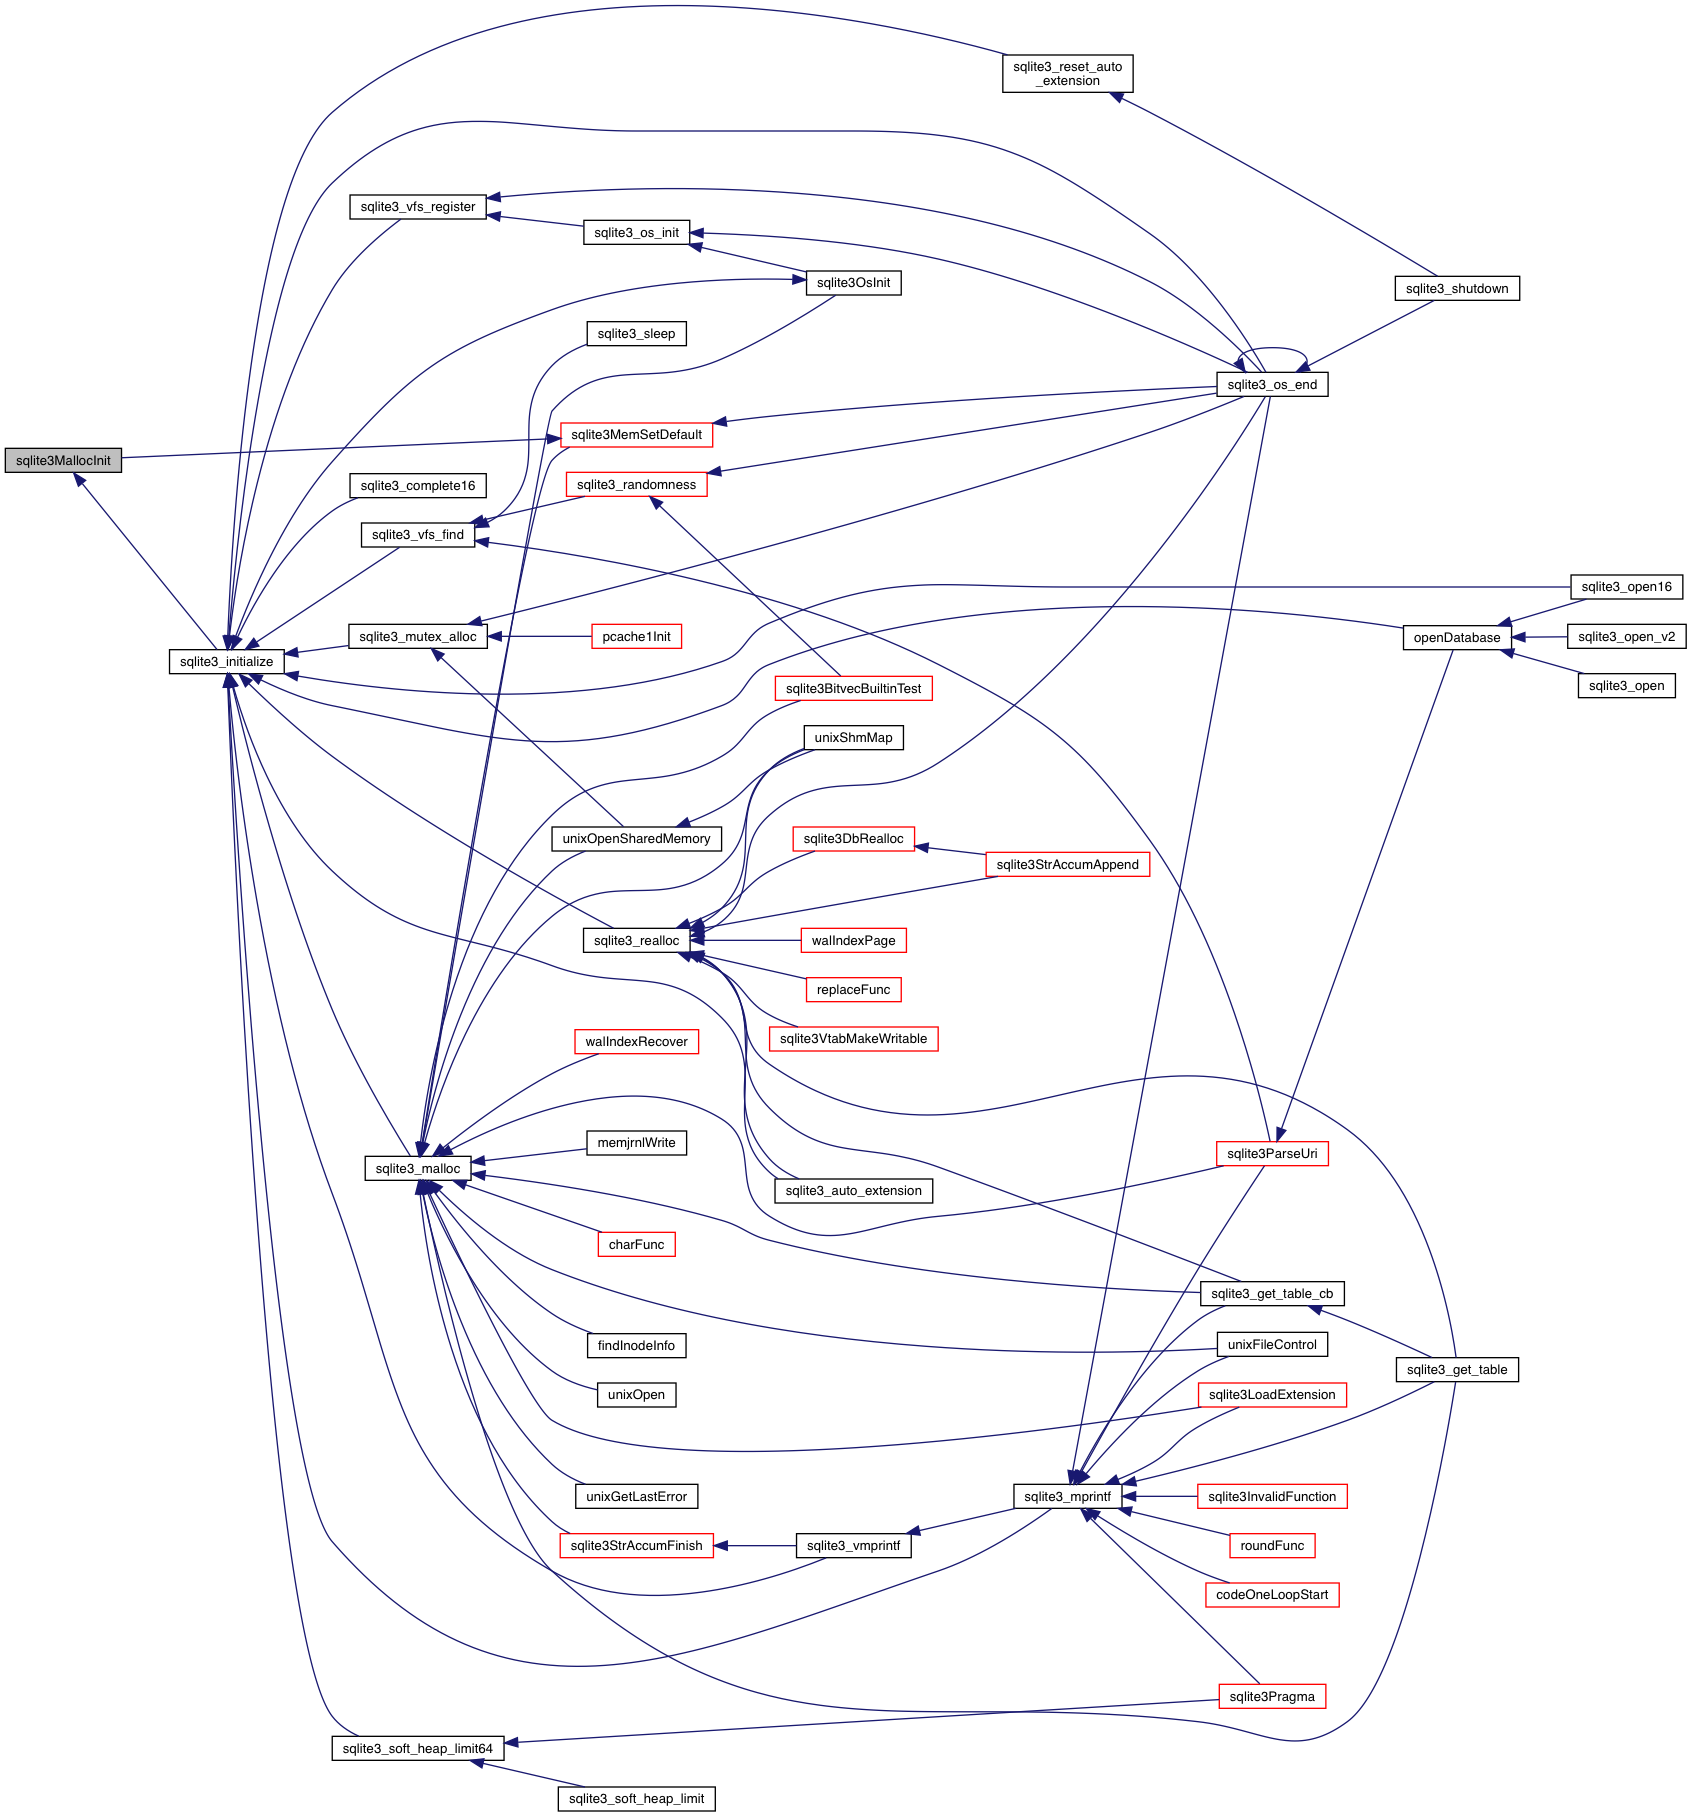 sqlite3_reset_auto
_extension
sqlite3_vfs_register
sqlite3_os_init
sqlite3OsInit
sqlite3_shutdown
sqlite3_sleep
sqlite3_os_end
sqlite3MemSetDefault
sqlite3MallocInit
sqlite3_complete16
sqlite3_randomness
sqlite3_vfs_find
sqlite3_open16
sqlite3_mutex_alloc
pcache1Init
openDatabase
sqlite3_open_v2
sqlite3_initialize
sqlite3BitvecBuiltinTest
sqlite3_open
unixShmMap
unixOpenSharedMemory
sqlite3DbRealloc
sqlite3StrAccumAppend
sqlite3_realloc
walIndexPage
replaceFunc
sqlite3VtabMakeWritable
walIndexRecover
memjrnlWrite
sqlite3ParseUri
sqlite3_malloc
sqlite3_auto_extension
charFunc
sqlite3_get_table_cb
findInodeInfo
unixFileControl
sqlite3_get_table
unixOpen
sqlite3LoadExtension
unixGetLastError
sqlite3_mprintf
sqlite3InvalidFunction
sqlite3StrAccumFinish
sqlite3_vmprintf
roundFunc
codeOneLoopStart
sqlite3Pragma
sqlite3_soft_heap_limit64
sqlite3_soft_heap_limit